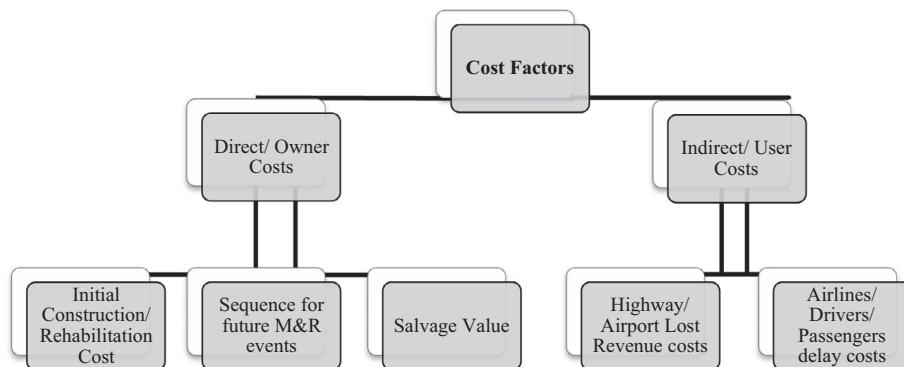 Cost Factors
Direct/ Owner
Costs
Indirect/ User
Costs
Initial
Construction/
Rehabilitation
Cost
Sequence for
future M&R
events
Salvage Value
Highway/
Airport Lost
Revenue costs
Airlines/
Drivers/
Passengers
delay costs